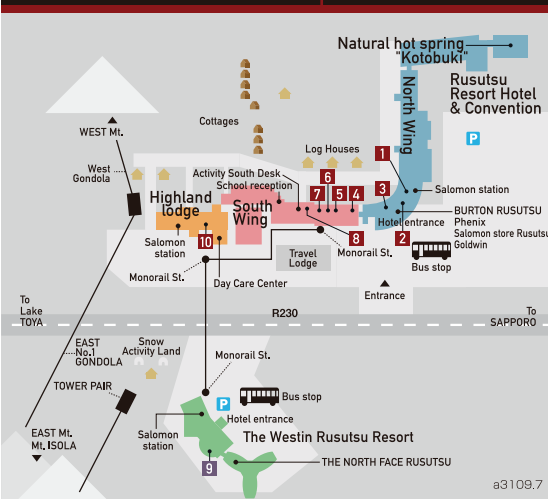 Natural hot spring
"Kotobuki"
North Wing
Rusutsu
Resort Hotel
& Convention
P
WEST Mt.
Cottages
West
Gondola
Log Houses
Activity South Desk
School reception
6
1
7
5
4
3
Salomon station
Highland
lodge
South
Wing
BURTON RUSUTSU
Phenix
Salomon store Rusutsu
Goldwin
Hotel entrance
8
2
Salomon
station
10
Travel
Lodge
Monorail St.
Bus stop
Monorail St.
Day Care Center
Entrance
To
Lake
TOYA
R230
To
SAPPORO
EAST
No.1
GONDOLA
Snow
Activity Land
Monorail St.
TOWER PAIR
P
Bus stop
Hotel entrance
EAST Mt.
Mt. ISOLA
Salomon
station
The Westin Rusutsu Resort
9
THE NORTH FACE RUSUTSU
a3109.7